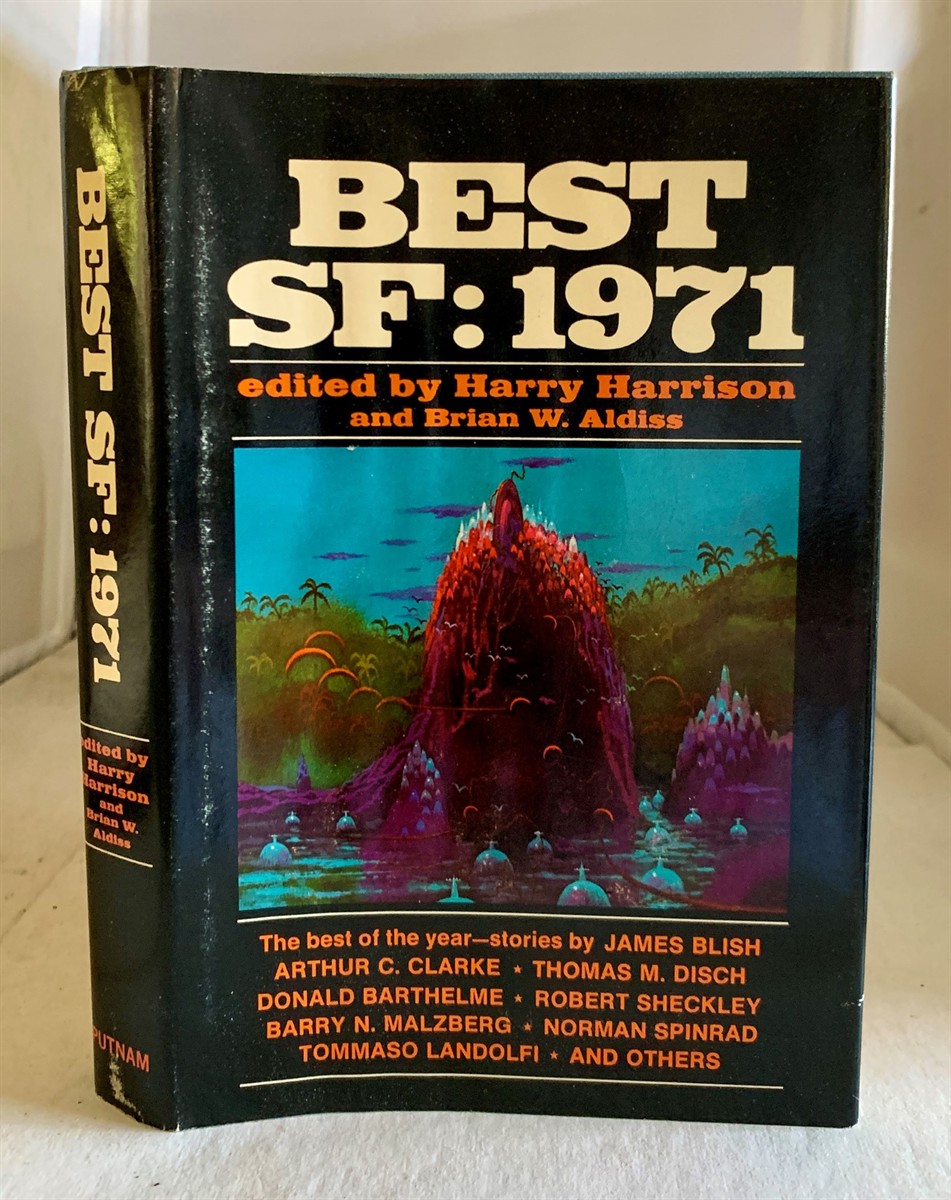 BEST SF: 1971
edited by
Harry
Harrison
and
Brian W.
Aldiss
PUTNAM
BEST
SF: 1971
edited by Harry Harrison
and Brian W. Aldiss
The best of the year—stories by JAMES BLISH
ARTHUR C. CLARKE ★ THOMAS M. DISCH
DONALD BARTHELME ★ ROBERT SHECKLEY
BARRY N. MALZBERG ★ NORMAN SPINRAD
TOMMASO LANDOLFI ★ AND OTHERS